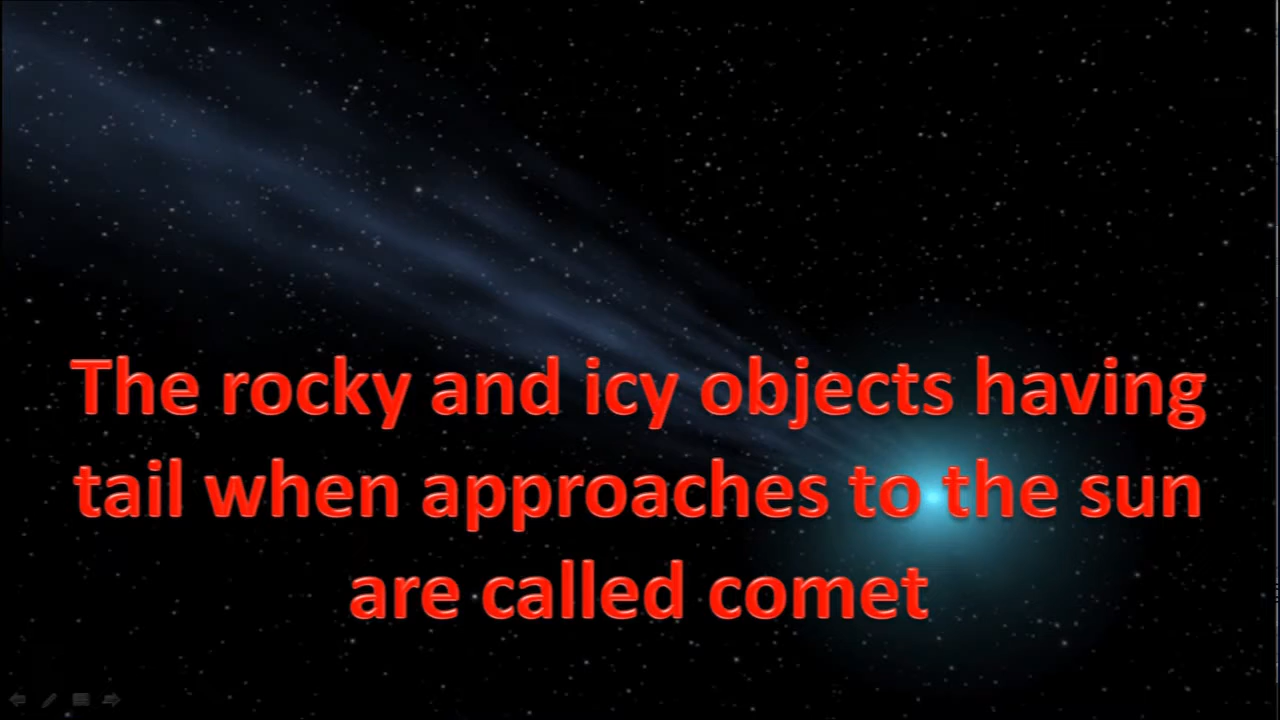 The rocky and icy objects having
tail when approaches to the sun
are called comet